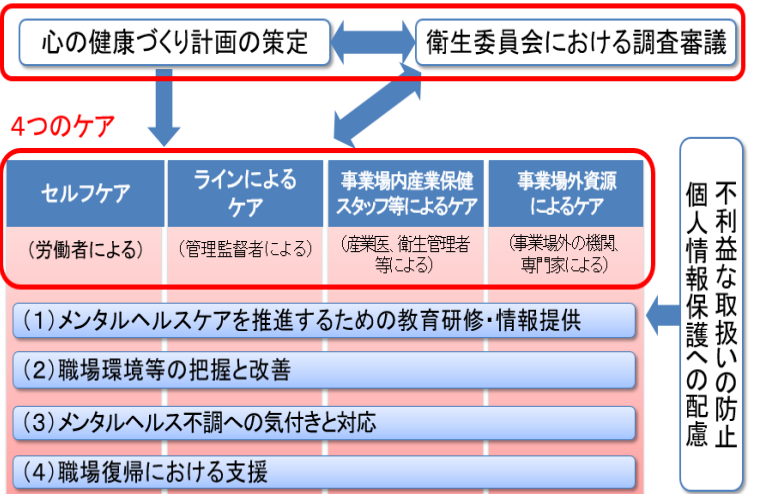 心の健康づくり計画の策定
衛生委員会における調査審議
4つのケア
セルフケア
(労働者による)
ラインによる
ケア
(管理監督者による)
事業場内産業保健
スタッフ等によるケア
(産業医、衛生管理者
等による)
事業場外資源
によるケア
(事業場外の機関、
専門家による)
(1)メンタルヘルスケアを推進するための教育研修・情報提供
(2)職場環境等の把握と改善
(3)メンタルヘルス不調への気付きと対応
(4)職場復帰における支援
不利益な取扱いの防止
個人情報保護への配慮